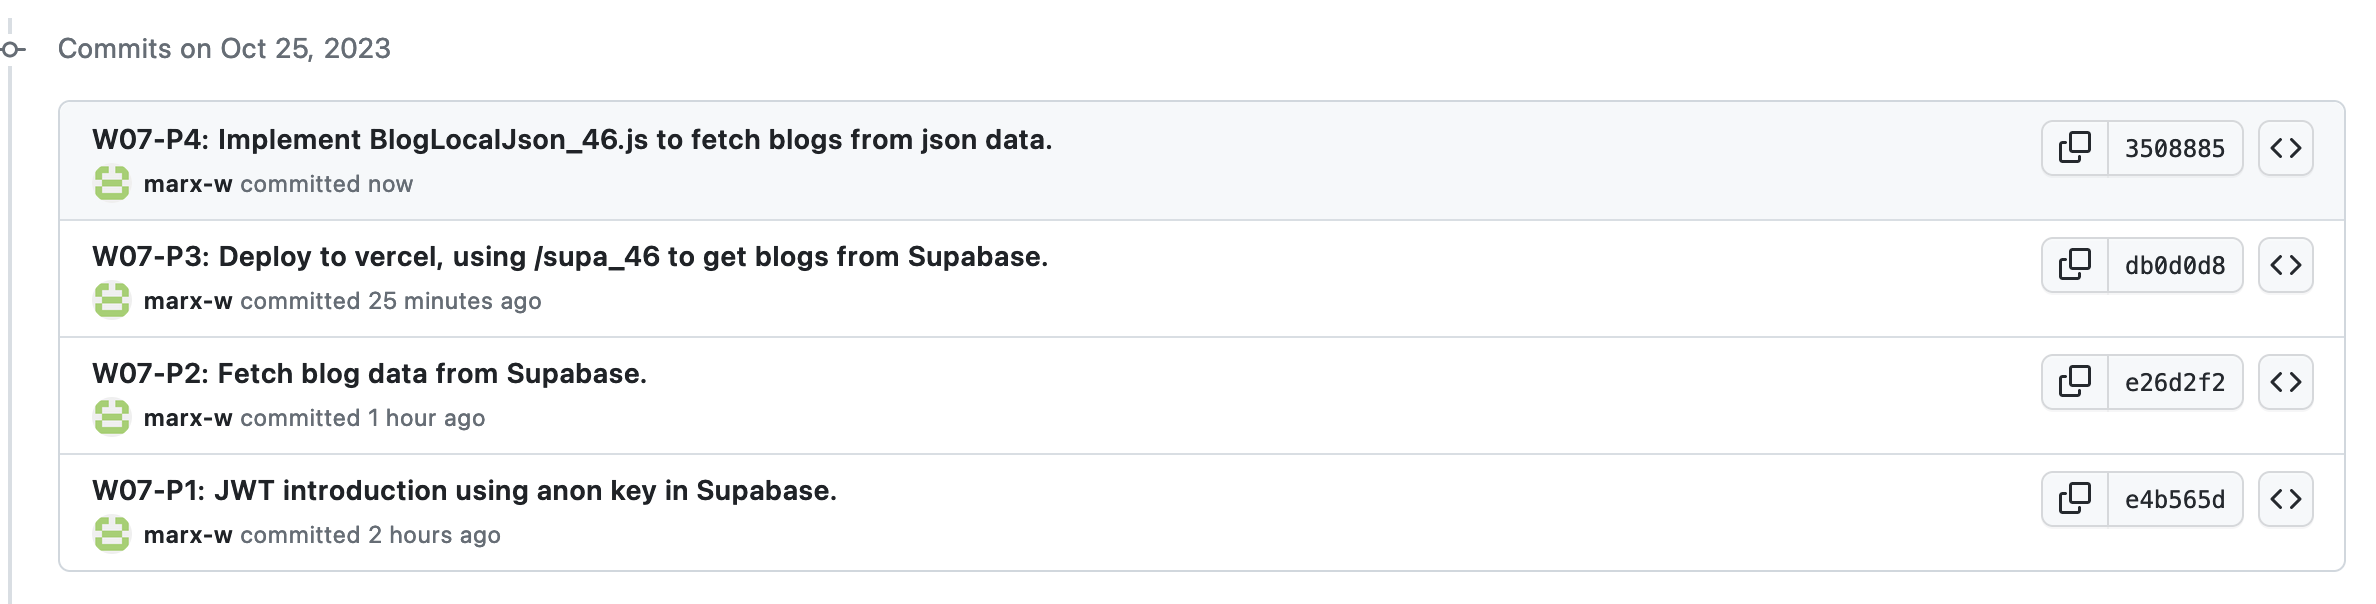 Commits on Oct 25, 2023
W07-P4: Implement BlogLocalJson_46.js to fetch blogs from json data.
marx-w committed now
3508885
W07-P3: Deploy to vercel, using /supa_46 to get blogs from Supabase.
marx-w committed 25 minutes ago
db0d0d8
W07-P2: Fetch blog data from Supabase.
marx-w committed 1 hour ago
e26d2f2
W07-P1: JWT introduction using anon key in Supabase.
marx-w committed 2 hours ago
e4b565d